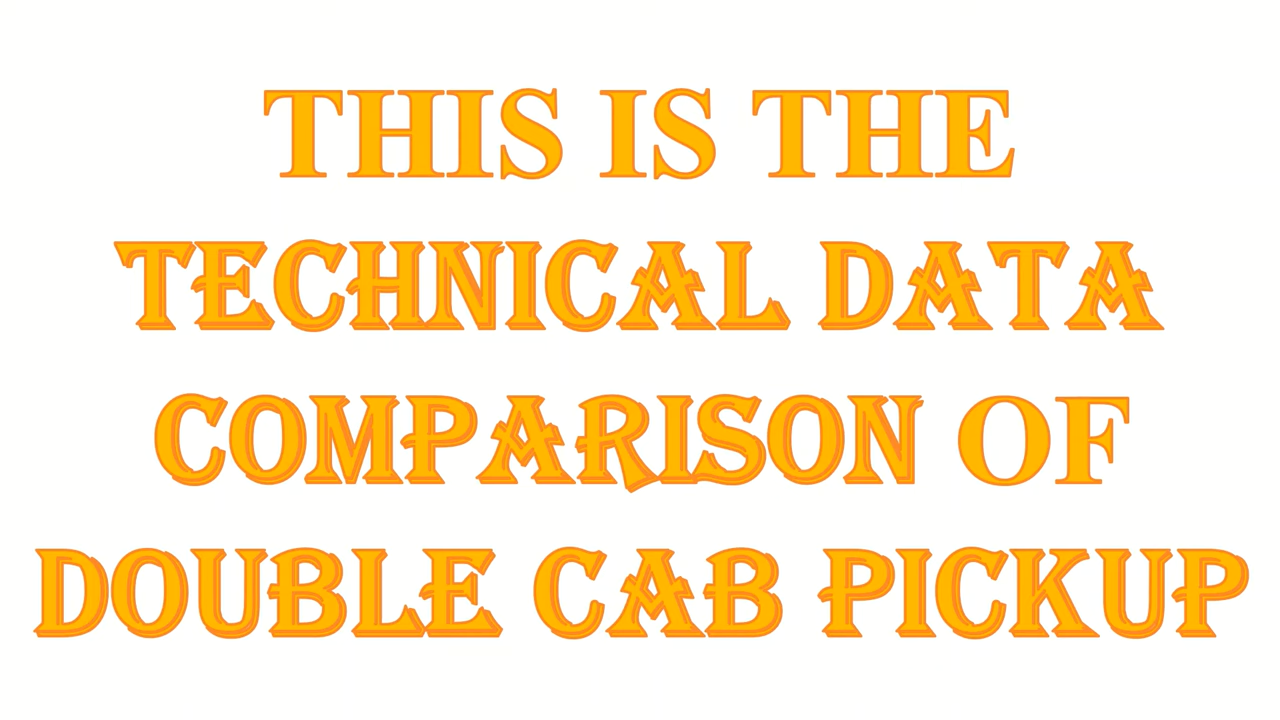 THIS IS THE
TECHNICAL DATA
COMPARISON OF
DOUBLE CAB PICKUP